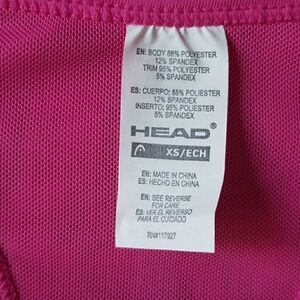 EN: BODY 88% POLYESTER
12% SPANDEX
TRIM 95% POLYESTER
5% SPANDEX
ES: CUERPO: 88% POLIESTER
12% SPANDEX
INSERTO: 95% POLIESTER
5% SPANDEX
HEAD®
XS/ECH
EN: MADE IN CHINA
ES: HECHO EN CHINA
EN: SEE REVERSE
FOR CARE
ES: VER EL REVERSO
PARA EL CUIDADO
RN#117927